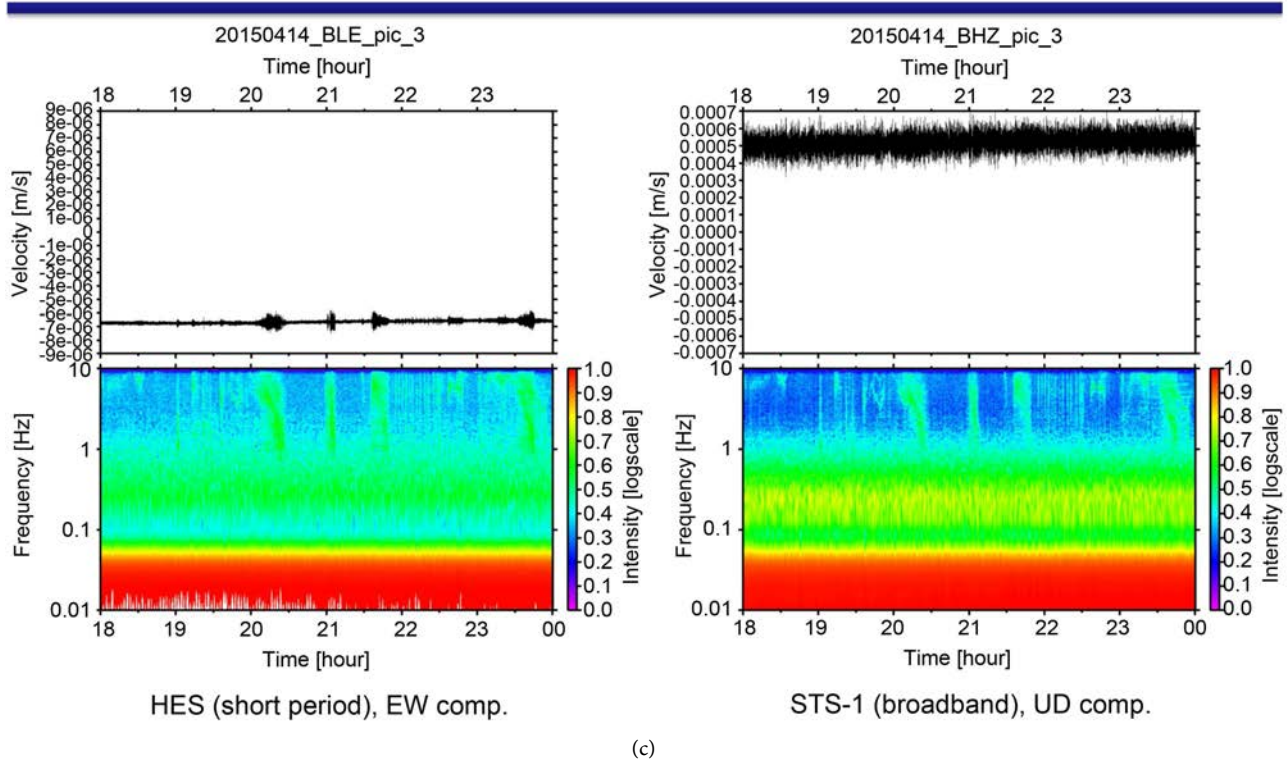 20150414_BLE_pic_3
Time [hour]
18 19 20 21 22 23
9e-06
8e-06
7e-06
6e-06
5e-06
4e-06
3e-06
2e-06
1e-06
0
-1e-06
-2e-06
-3e-06
-4e-06
-5e-06
-6e-06
-7e-06
-8e-06
-9e-06
Velocity [m/s]
10
1
0.1
0.01
Frequency [Hz]
18 19 20 21 22 23 00
Time [hour]
1.0
0.9
0.8
0.7
0.6
0.5
0.4
0.3
0.2
0.1
0.0
Intensity [logscale]
HES (short period), EW comp.
20150414_BHZ_pic_3
Time [hour]
18 19 20 21 22 23
0.0007
0.0006
0.0005
0.0003
0.0002
0.0001
0.0000
-0.0001
-0.0002
-0.0003
-0.0004
-0.0005
-0.0006
-0.0007
Velocity [m/s]
10
1
0.1
0.01
Frequency [Hz]
18 19 20 21 22 23 00
Time [hour]
1.0
0.9
0.8
0.7
0.6
0.5
0.4
0.3
0.2
0.1
0.0
Intensity [logscale]
STS-1 (broadband), UD comp.
(c)